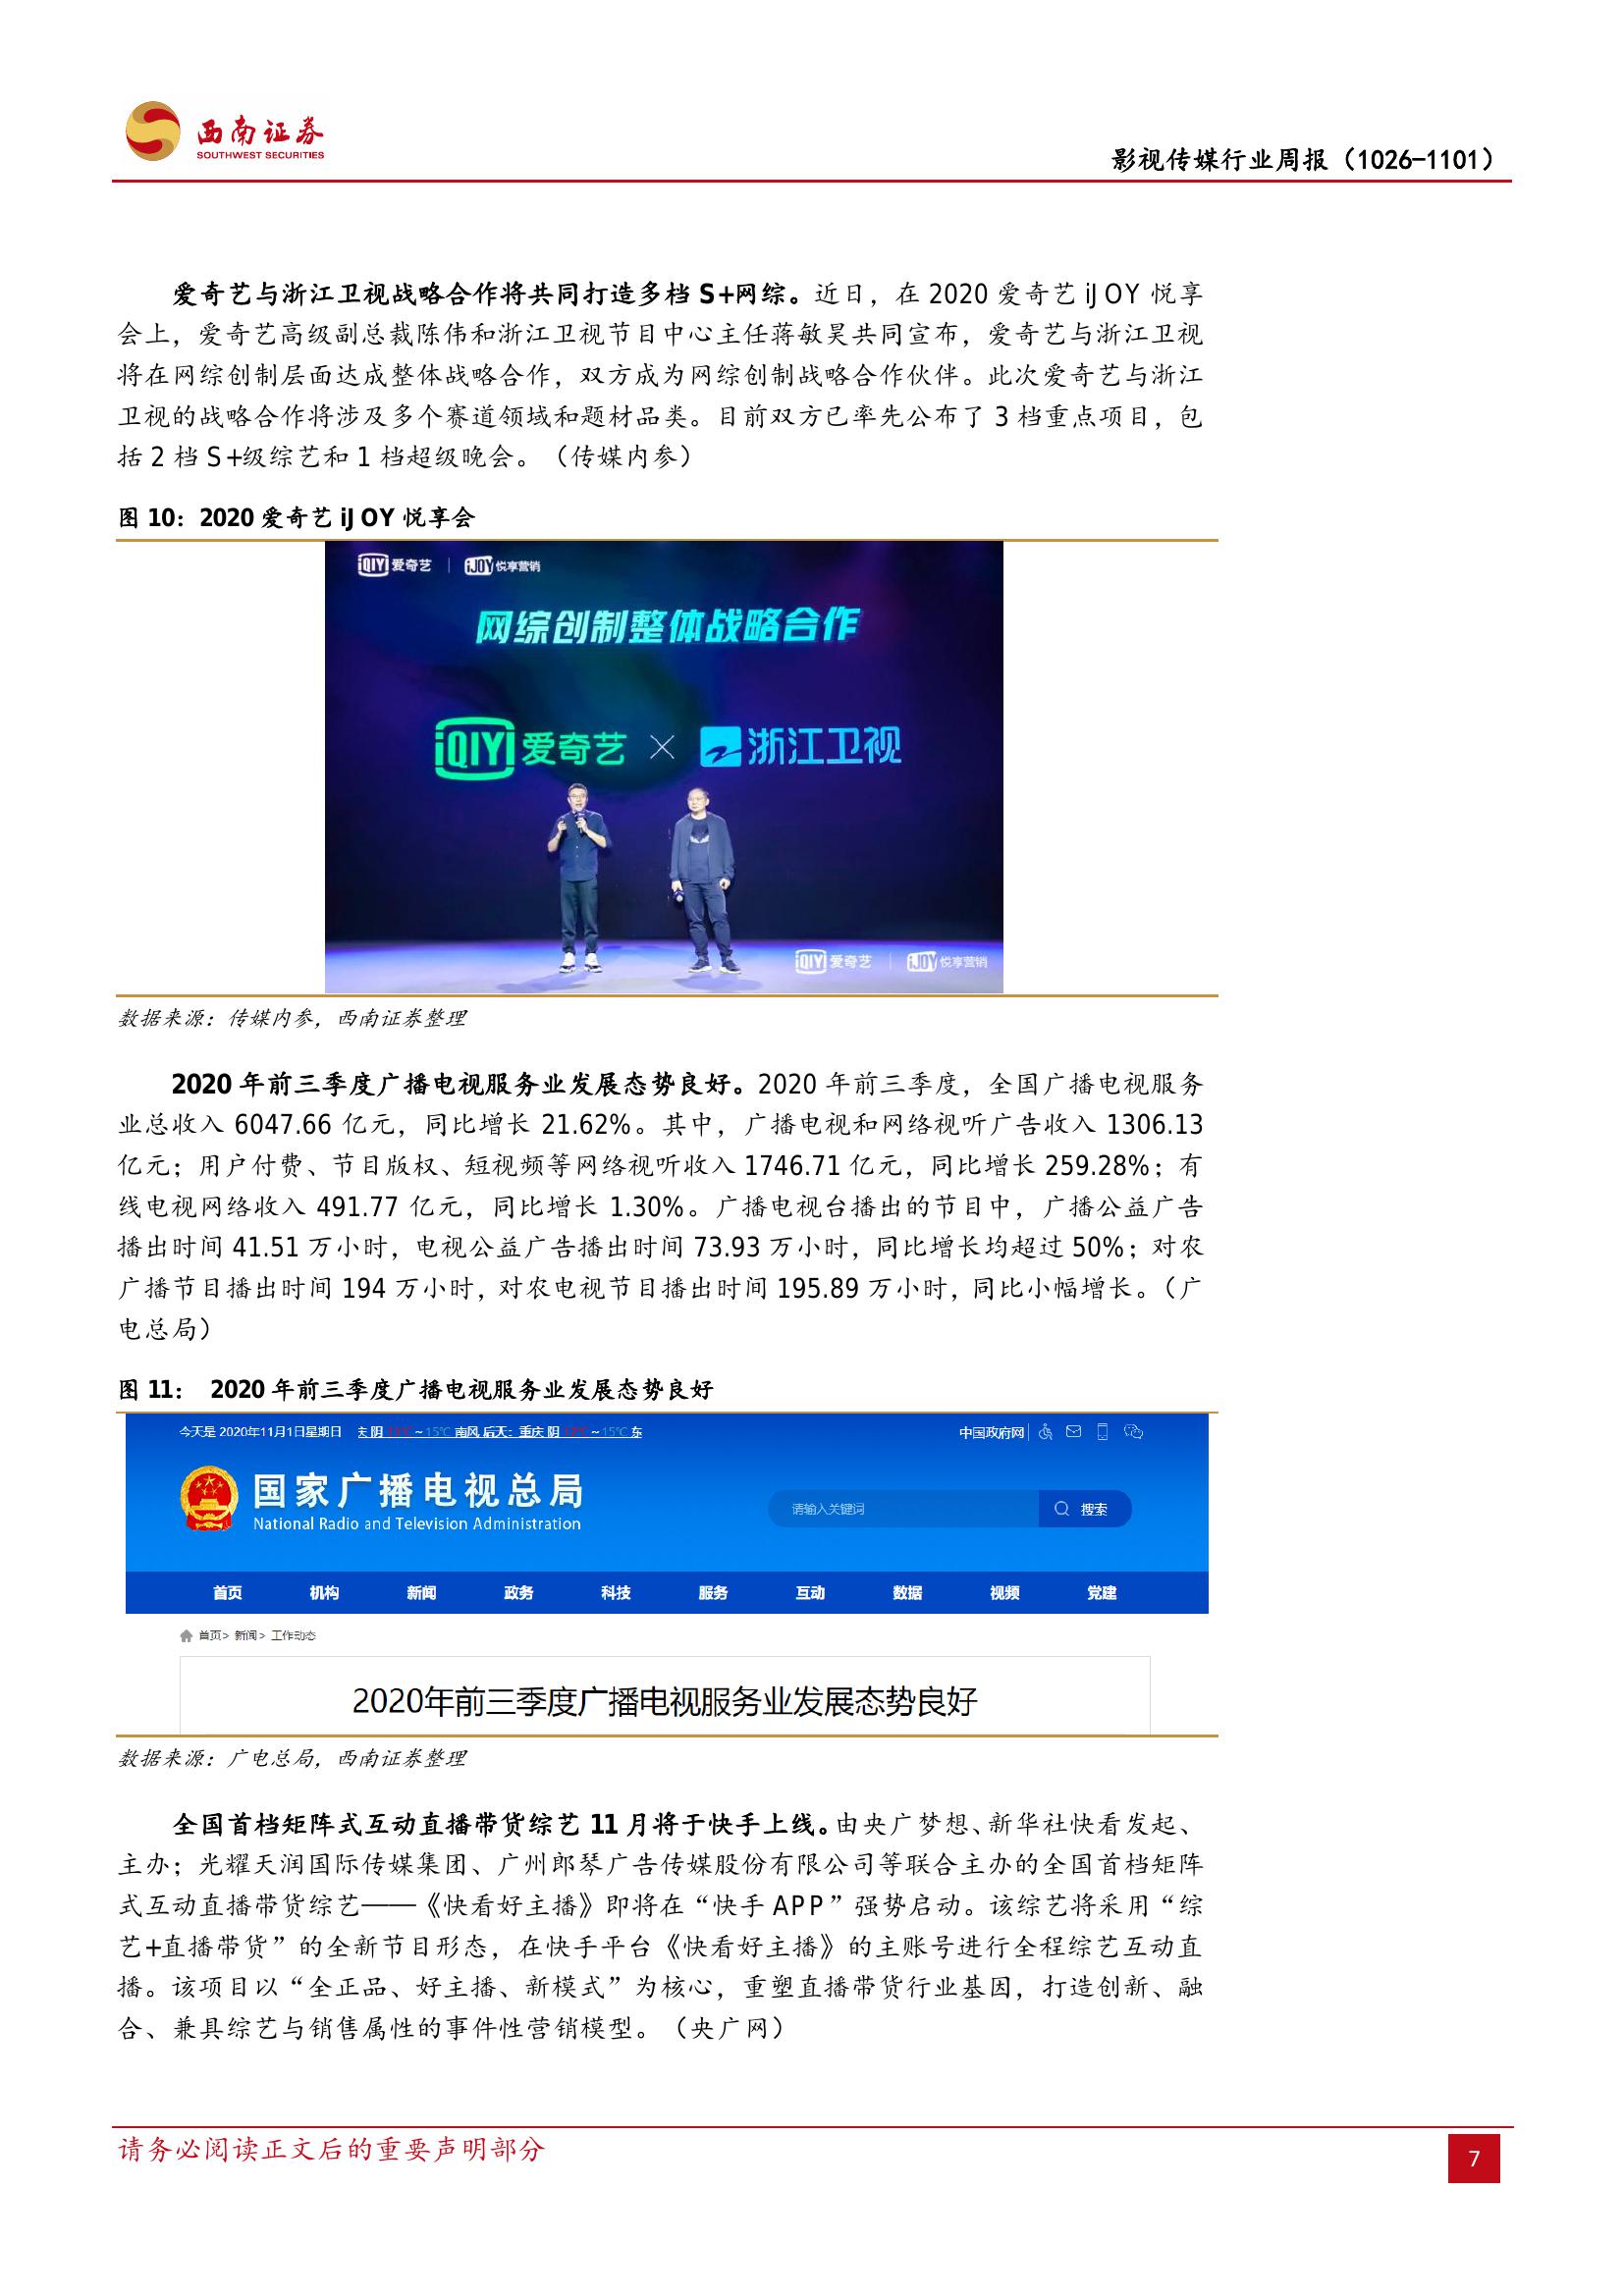 西南证券
SOUTHWEST SECURITIES
影视传媒行业周报（1026-1101）
爱奇艺与浙江卫视战略合作将共同打造多档 S+网综。近日，在 2020 爱奇艺 iJOY 悦享
会上，爱奇艺高级副总裁陈伟和浙江卫视节目中心主任蒋敏昊共同宣布，爱奇艺与浙江卫视
将在网综创制层面达成整体战略合作，双方成为网综创制战略合作伙伴。此次爱奇艺与浙江
卫视的战略合作将涉及多个赛道领域和题材品类。目前双方已率先公布了 3 档重点项目，包
括 2 档 S+级综艺和 1 档超级晚会。（传媒内参）
图 10：2020 爱奇艺 iJOY 悦享会
iQIY 爱奇艺 | iJOY 悦享营销
网综创制整体战略合作
iQIY 爱奇艺 × 浙江卫视
iQIY 爱奇艺 | iJOY 悦享营销
数据来源：传媒内参，西南证券整理
2020 年前三季度广播电视服务业发展态势良好。2020 年前三季度，全国广播电视服务
业总收入 6047.66 亿元，同比增长 21.62%。其中，广播电视和网络视听广告收入 1306.13
亿元；用户付费、节目版权、短视频等网络视听收入 1746.71 亿元，同比增长 259.28%；有
线电视网络收入 491.77 亿元，同比增长 1.30%。广播电视台播出的节目中，广播公益广告
播出时间 41.51 万小时，电视公益广告播出时间 73.93 万小时，同比增长均超过 50%；对农
广播节目播出时间 194 万小时，对农电视节目播出时间 195.89 万小时，同比小幅增长。（广
电总局）
图 11： 2020 年前三季度广播电视服务业发展态势良好
今天是 2020年11月1日星期日 阴 ~15℃ 南风 后天：重庆 阴 ~15℃ 东 中国政府网
国家广播电视总局
National Radio and Television Administration
请输入关键词 搜索
首页 机构 新闻 政务 科技 服务 互动 数据 视频 党建
首页> 新闻> 工作动态
2020年前三季度广播电视服务业发展态势良好
数据来源：广电总局，西南证券整理
全国首档矩阵式互动直播带货综艺 11 月将于快手上线。由央广梦想、新华社快看发起、
主办；光耀天润国际传媒集团、广州郎琴广告传媒股份有限公司等联合主办的全国首档矩阵
式互动直播带货综艺——《快看好主播》即将在“快手 APP”强势启动。该综艺将采用“综
艺+直播带货”的全新节目形态，在快手平台《快看好主播》的主账号进行全程综艺互动直
播。该项目以“全正品、好主播、新模式”为核心，重塑直播带货行业基因，打造创新、融
合、兼具综艺与销售属性的事件性营销模型。（央广网）
请务必阅读正文后的重要声明部分
7